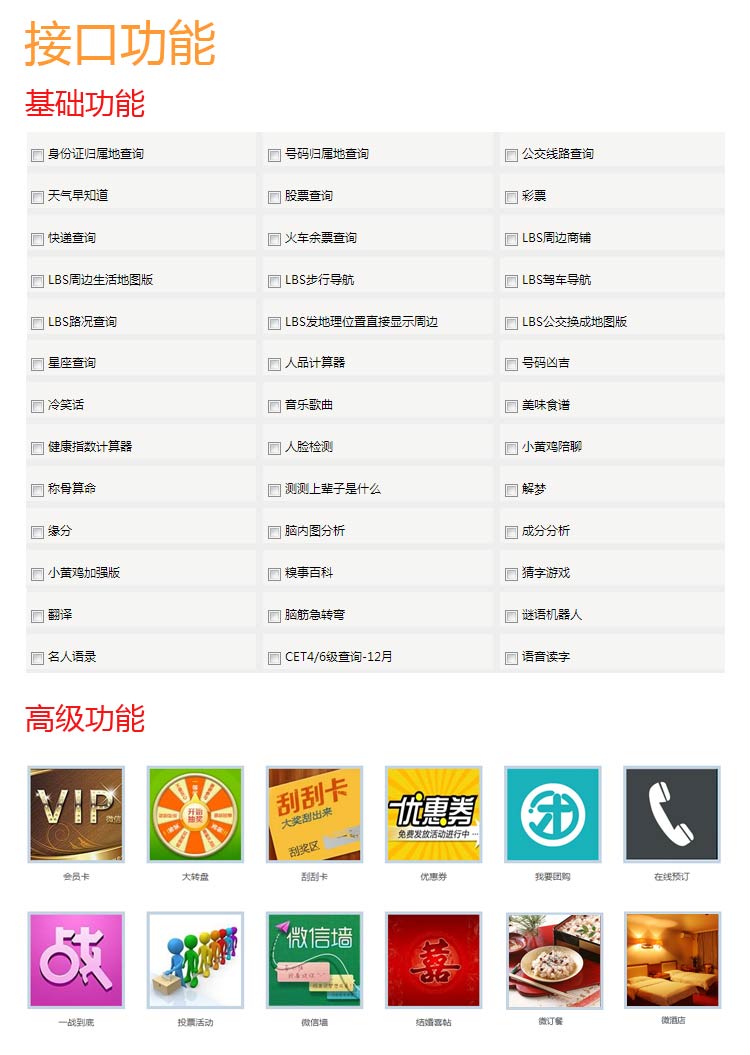 接口功能
基础功能
身份证归属地查询 号码归属地查询 公交线路查询
天气早知道 股票查询 彩票
快递查询 火车余票查询 LBS周边商铺
LBS周边生活地图版 LBS步行导航 LBS驾车导航
LBS路况查询 LBS发地理位置直接显示周边 LBS公交换成地图版
星座查询 人品计算器 号码凶吉
冷笑话 音乐歌曲 美味食谱
健康指数计算器 人脸检测 小黄鸡陪聊
称骨算命 测测上辈子是什么 解梦
缘分 脑内图分析 成分分析
小黄鸡加强版 糗事百科 猜字游戏
翻译 脑筋急转弯 谜语机器人
名人语录 CET4/6级查询-12月 语音读字
高级功能
VIP 微信
开始
抽奖
刮刮卡
大奖刮出来
刮奖区
优惠券
免费发放活动进行中
团
会员卡 大转盘 刮刮卡 优惠券 我要团购 在线预订
战
微信墙
囍
一战到底 投票活动 微信墙 结婚喜帖 微订餐 微酒店